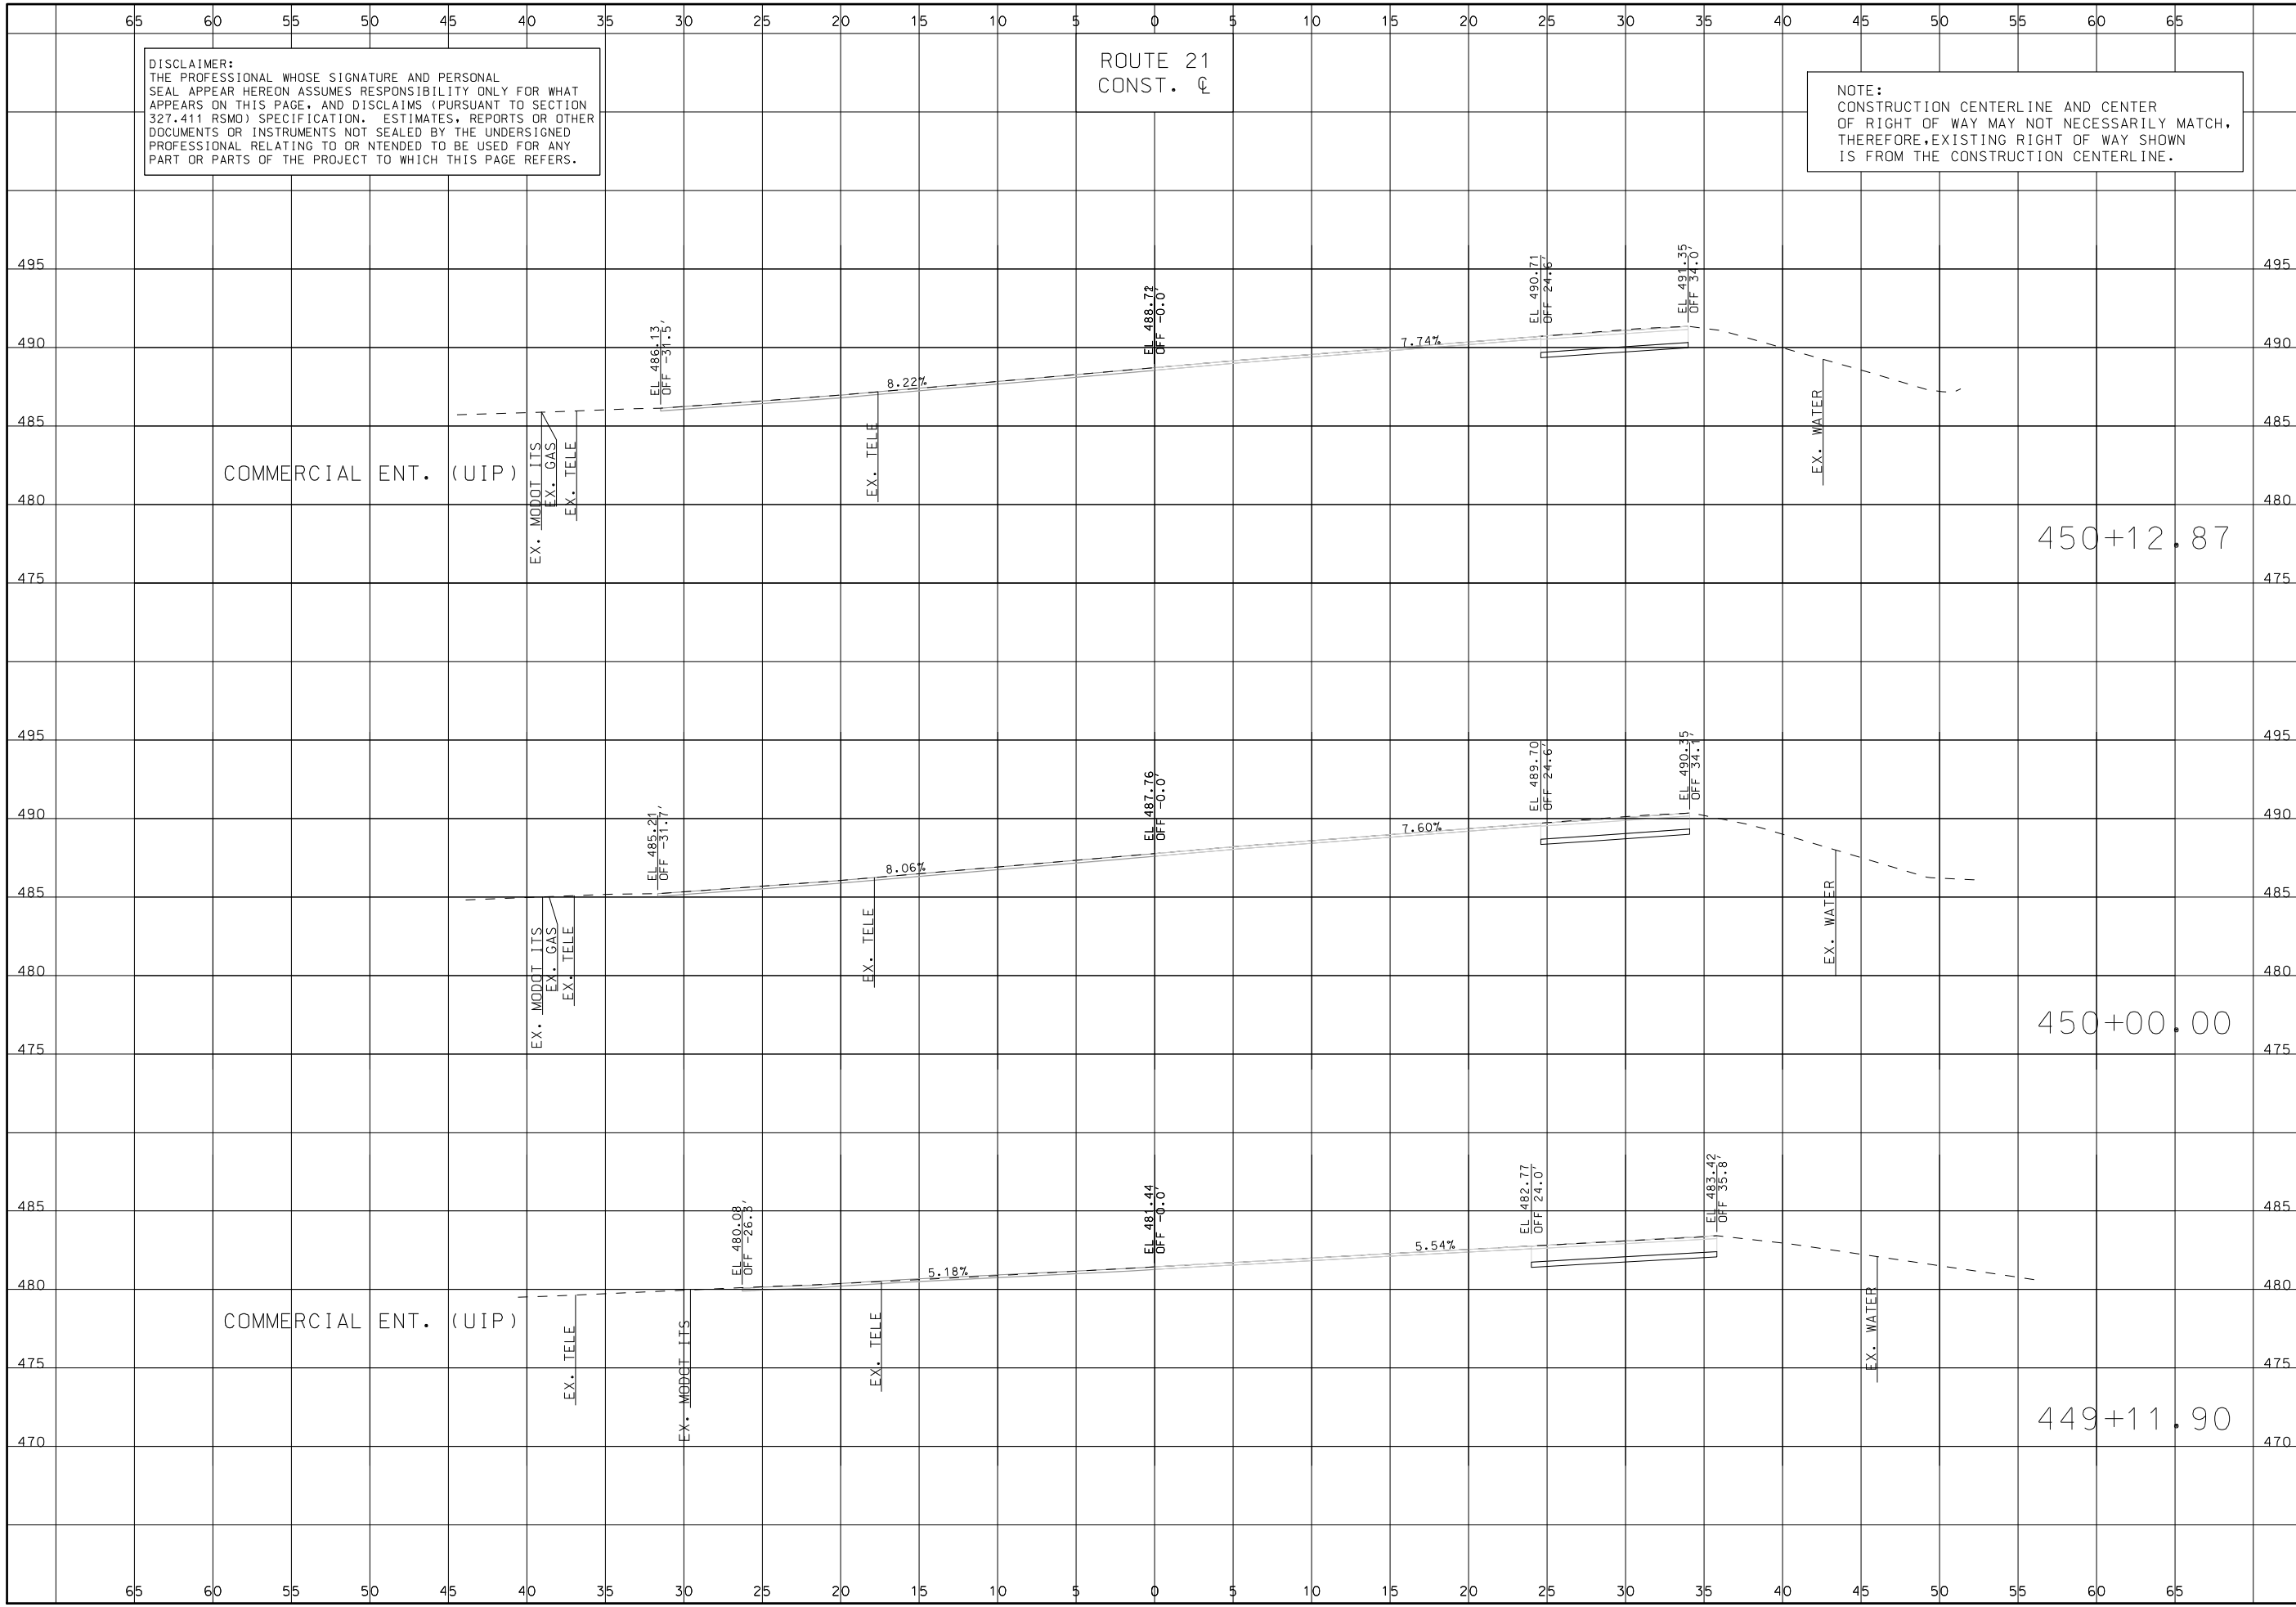 65 60 55 50 45 40 35 30 25 20 15 10 5 0 5 10 15 20 25 30 35 40 45 50 55 60 65
DISCLAIMER:
THE PROFESSIONAL WHOSE SIGNATURE AND PERSONAL
SEAL APPEAR HEREON ASSUMES RESPONSIBILITY ONLY FOR WHAT
APPEARS ON THIS PAGE, AND DISCLAIMS (PURSUANT TO SECTION
327.411 RSMO) SPECIFICATION. ESTIMATES, REPORTS OR OTHER
DOCUMENTS OR INSTRUMENTS NOT SEALED BY THE UNDERSIGNED
PROFESSIONAL RELATING TO OR NTENDED TO BE USED FOR ANY
PART OR PARTS OF THE PROJECT TO WHICH THIS PAGE REFERS.
ROUTE 21
CONST. ℄
NOTE:
CONSTRUCTION CENTERLINE AND CENTER
OF RIGHT OF WAY MAY NOT NECESSARILY MATCH,
THEREFORE,EXISTING RIGHT OF WAY SHOWN
IS FROM THE CONSTRUCTION CENTERLINE.
495 495
490 490
485 485
480 480
475 475
EL 486.13
OFF -31.5'
EL
OFF -0.0'
EL 490.71
OFF 24.6'
EL 491.35
OFF 34.0'
8.22%
7.74%
COMMERCIAL ENT. (UIP)
EX. MODOT ITS
EX. GAS
EX. TELE
EX. TELE
EX. WATER
450+12.87
495 495
490 490
485 485
480 480
475 475
EL 485.21
OFF -31.7'
EL 487.76
OFF -0.0'
EL 489.70
OFF 24.6'
EL 490.35
OFF 34.1'
8.06%
7.60%
EX. MODOT ITS
EX. GAS
EX. TELE
EX. TELE
EX. WATER
450+00.00
485 485
480 480
475 475
470 470
EL 480.08
OFF -26.3'
EL 481.44
OFF -0.0'
EL 482.77
OFF 24.0'
EL 483.42
OFF 35.8'
5.18%
5.54%
COMMERCIAL ENT. (UIP)
EX. TELE
EX. MODOT ITS
EX. TELE
EX. WATER
449+11.90
65 60 55 50 45 40 35 30 25 20 15 10 5 0 5 10 15 20 25 30 35 40 45 50 55 60 65